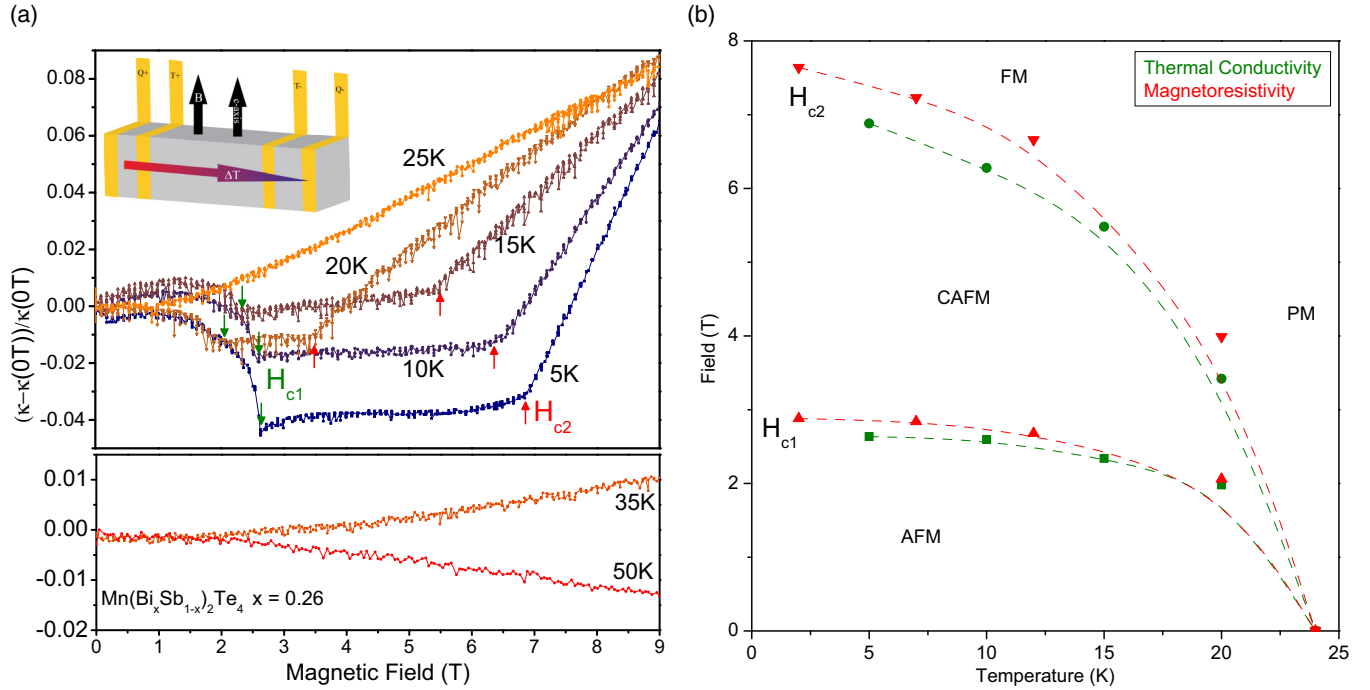 (a)
(κ−κ(0T))/κ(0T)
0.08
0.06
0.04
0.02
0.00
-0.02
-0.04
Q+
T+
B
c-axis
T-
Q-
ΔT
25K
20K
15K
10K
5K
H_c1
H_c2
0.01
0.00
-0.01
-0.02
35K
50K
Mn(Bi_xSb_1-x)_2Te_4 x = 0.26
0 1 2 3 4 5 6 7 8 9
Magnetic Field (T)
(b)
Field (T)
8
6
4
2
0
Thermal Conductivity
Magnetoresistivity
FM
H_c2
CAFM
PM
H_c1
AFM
0 5 10 15 20 25
Temperature (K)